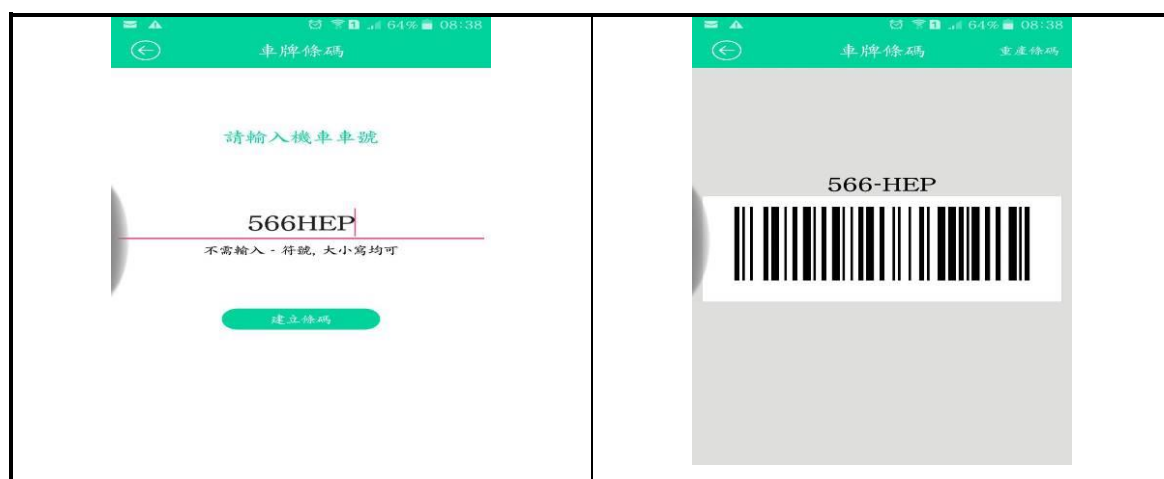 64% 08:38
車牌條碼
請輸入機車車號
566HEP
不需輸入 - 符號, 大小寫均可
建立條碼
64% 08:38
車牌條碼 重產條碼
566-HEP